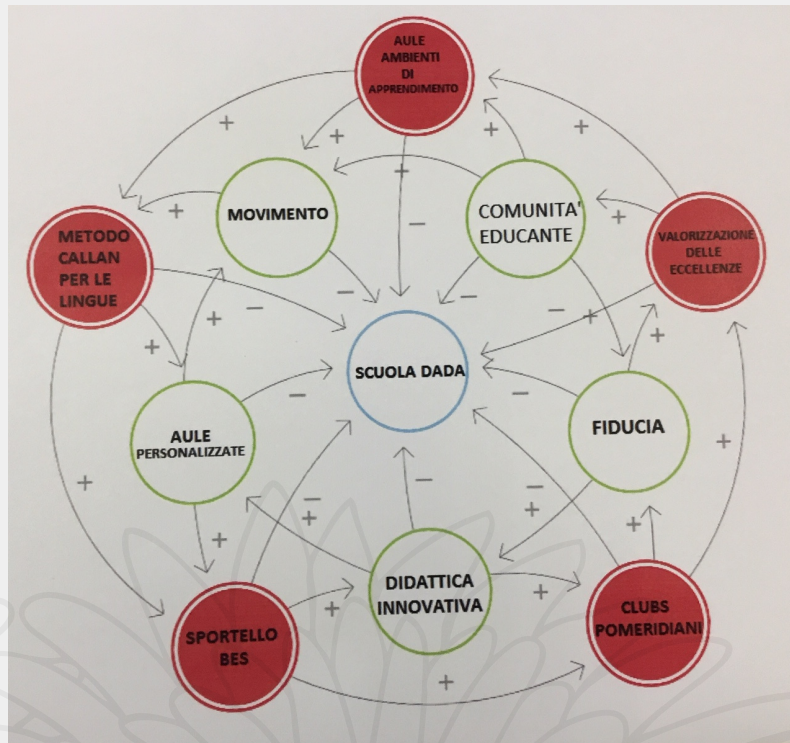 AULE
AMBIENTI
DI
APPRENDIMENTO
+
+
+
+
+
MOVIMENTO
COMUNITA'
EDUCANTE
METODO
CALLAN
PER LE
LINGUE
VALORIZZAZIONE
DELLE
ECCELLENZE
+
+
−
−
−
−
−
+
+
+
+
SCUOLA DADA
−
−
AULE
PERSONALIZZATE
FIDUCIA
+
+
−
−
−
+
+
+
+
DIDATTICA
INNOVATIVA
SPORTELLO
BES
CLUBS
POMERIDIANI
+
+
+